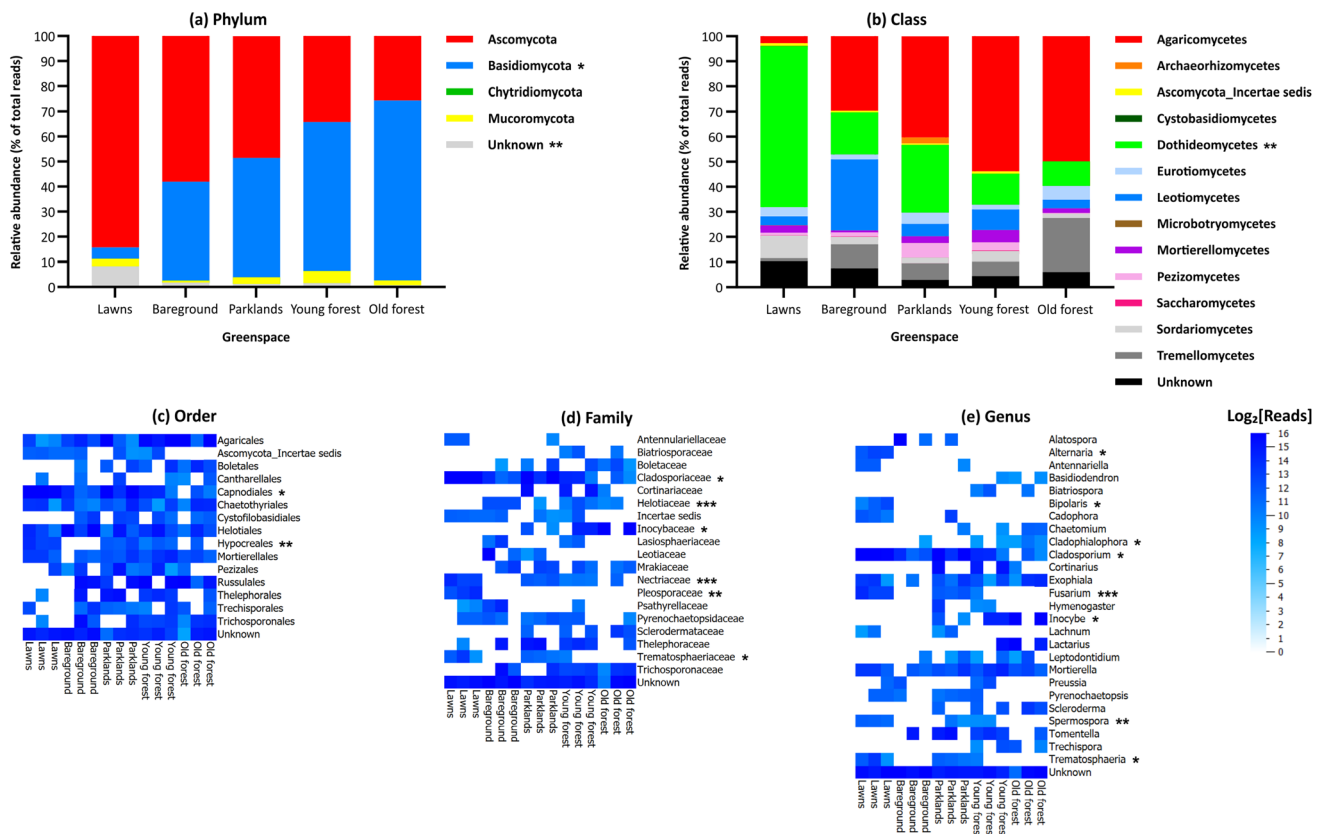 (a) Phylum
Relative abundance (% of total reads)
100
90
80
70
60
50
40
30
20
10
0
Lawns Bareground Parklands Young forest Old forest
Greenspace
Ascomycota
Basidiomycota *
Chytridiomycota
Mucoromycota
Unknown **
(b) Class
Relative abundance (% of total reads)
100
90
80
70
60
50
40
30
20
10
0
Lawns Bareground Parklands Young forest Old forest
Greenspace
Agaricomycetes
Archaeorhizomycetes
Ascomycota_Incertae sedis
Cystobasidiomycetes
Dothideomycetes **
Eurotiomycetes
Leotiomycetes
Microbotryomycetes
Mortierellomycetes
Pezizomycetes
Saccharomycetes
Sordariomycetes
Tremellomycetes
Unknown
(c) Order
Agaricales
Ascomycota_Incertae sedis
Boletales
Cantharellales
Capnodiales *
Chaetothyriales
Cystofilobasidiales
Helotiales
Hypocreales **
Mortierellales
Pezizales
Russulales
Thelephorales
Trechisporales
Trichosporonales
Unknown
Lawns Lawns Lawns Bareground Bareground Bareground Parklands Parklands Parklands Young forest Young forest Young forest Old forest Old forest Old forest
(d) Family
Antennulariellaceae
Biatriosporaceae
Boletaceae
Cladosporiaceae *
Cortinariaceae
Helotiaceae ***
Incertae sedis
Inocybaceae *
Lasiosphaeriaceae
Leotiaceae
Mrakiaceae
Nectriaceae ***
Pleosporaceae **
Psathyrellaceae
Pyrenochaetopsidaceae
Sclerodermataceae
Thelephoraceae
Trematosphaeriaceae *
Trichosporonaceae
Unknown
Lawns Lawns Lawns Bareground Bareground Bareground Parklands Parklands Parklands Young forest Young forest Young forest Old forest Old forest Old forest
(e) Genus
Alatospora
Alternaria *
Antennariella
Basidiodendron
Biatriospora
Bipolaris *
Cadophora
Chaetomium
Cladophialophora *
Cladosporium *
Cortinarius
Exophiala
Fusarium ***
Hymenogaster
Inocybe *
Lachnum
Lactarius
Leptodontidium
Mortierella
Preussia
Pyrenochaetopsis
Scleroderma
Spermospora **
Tomentella
Trechispora
Trematosphaeria *
Unknown
Lawns Lawns Lawns Bareground Bareground Bareground Parklands Parklands Parklands Young forest Young forest Young forest Old forest Old forest Old forest
Log₂[Reads]
16
15
14
13
12
11
10
9
8
7
6
5
4
3
2
1
0